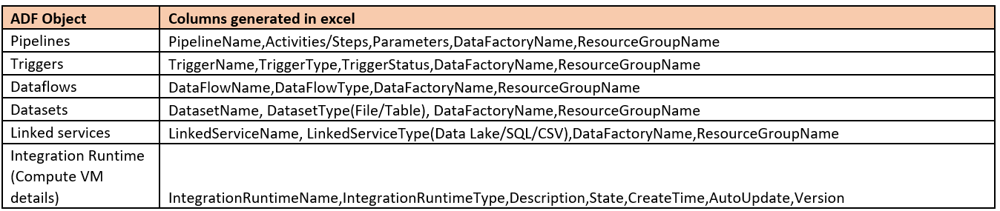 ADF Object Columns generated in excel
Pipelines PipelineName,Activities/Steps,Parameters,DataFactoryName,ResourceGroupName
Triggers TriggerName,TriggerType,TriggerStatus,DataFactoryName,ResourceGroupName
Dataflows DataFlowName,DataFlowType,DataFactoryName,ResourceGroupName
Datasets DatasetName, DatasetType(File/Table), DataFactoryName,ResourceGroupName
Linked services LinkedServiceName, LinkedServiceType(Data Lake/SQL/CSV),DataFactoryName,ResourceGroupName
Integration Runtime
(Compute VM
details) IntegrationRuntimeName,IntegrationRuntimeType,Description,State,CreateTime,AutoUpdate,Version